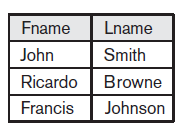 Fname Lname
John Smith
Ricardo Browne
Francis Johnson